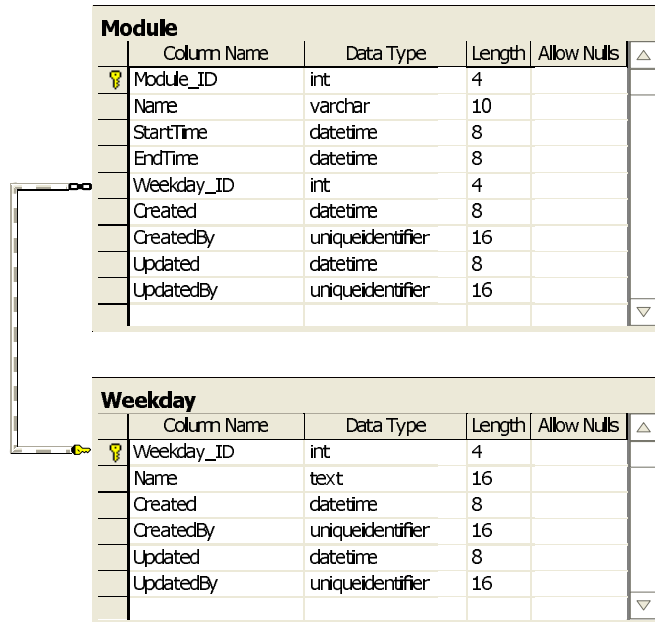 Module
Column Name Data Type Length Allow Nulls
Module_ID int 4
Name varchar 10
StartTime datetime 8
EndTime datetime 8
Weekday_ID int 4
Created datetime 8
CreatedBy uniqueidentifier 16
Updated datetime 8
UpdatedBy uniqueidentifier 16
Weekday
Column Name Data Type Length Allow Nulls
Weekday_ID int 4
Name text 16
Created datetime 8
CreatedBy uniqueidentifier 16
Updated datetime 8
UpdatedBy uniqueidentifier 16